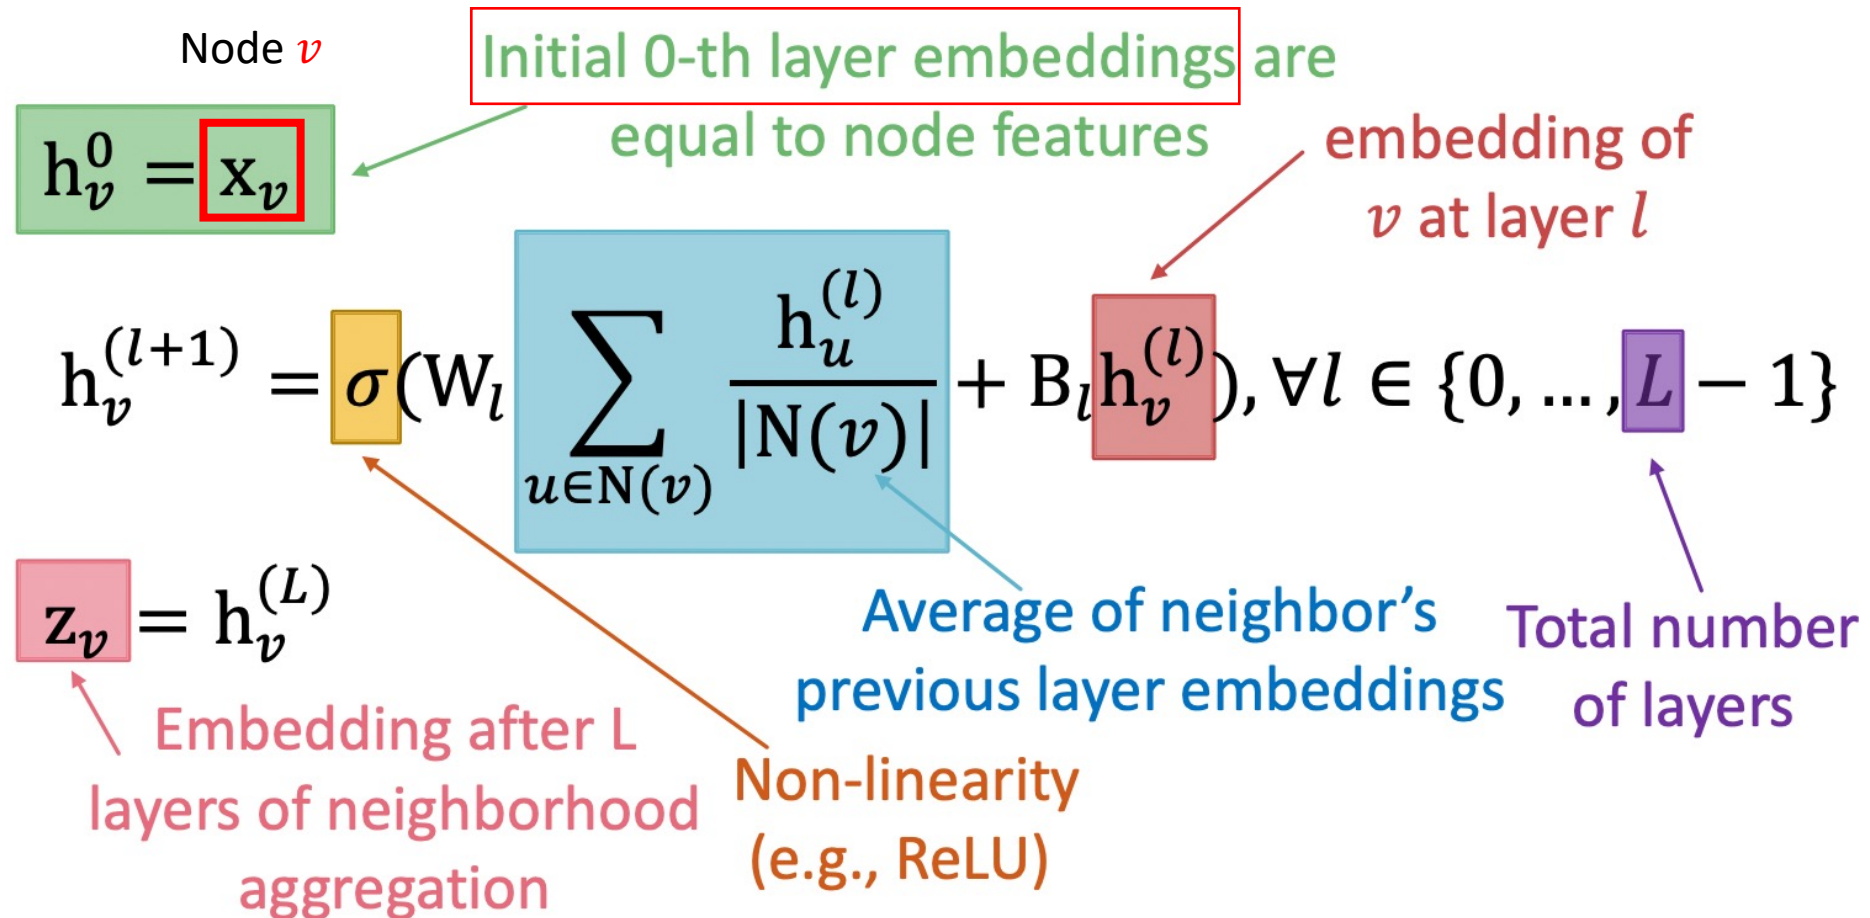 Node 𝑣
Initial 0-th layer embeddings are
equal to node features
h_𝑣^0 = x_𝑣
embedding of
𝑣 at layer 𝑙
h_𝑣^(𝑙+1) = 𝜎(W_𝑙 ∑_{𝑢∈N(𝑣)} h_𝑢^(𝑙) / |N(𝑣)| + B_𝑙 h_𝑣^(𝑙)), ∀𝑙 ∈ {0, …, 𝐿 − 1}
z_𝑣 = h_𝑣^(𝐿)
Average of neighbor’s
previous layer embeddings
Total number
of layers
Embedding after L
layers of neighborhood
aggregation
Non-linearity
(e.g., ReLU)